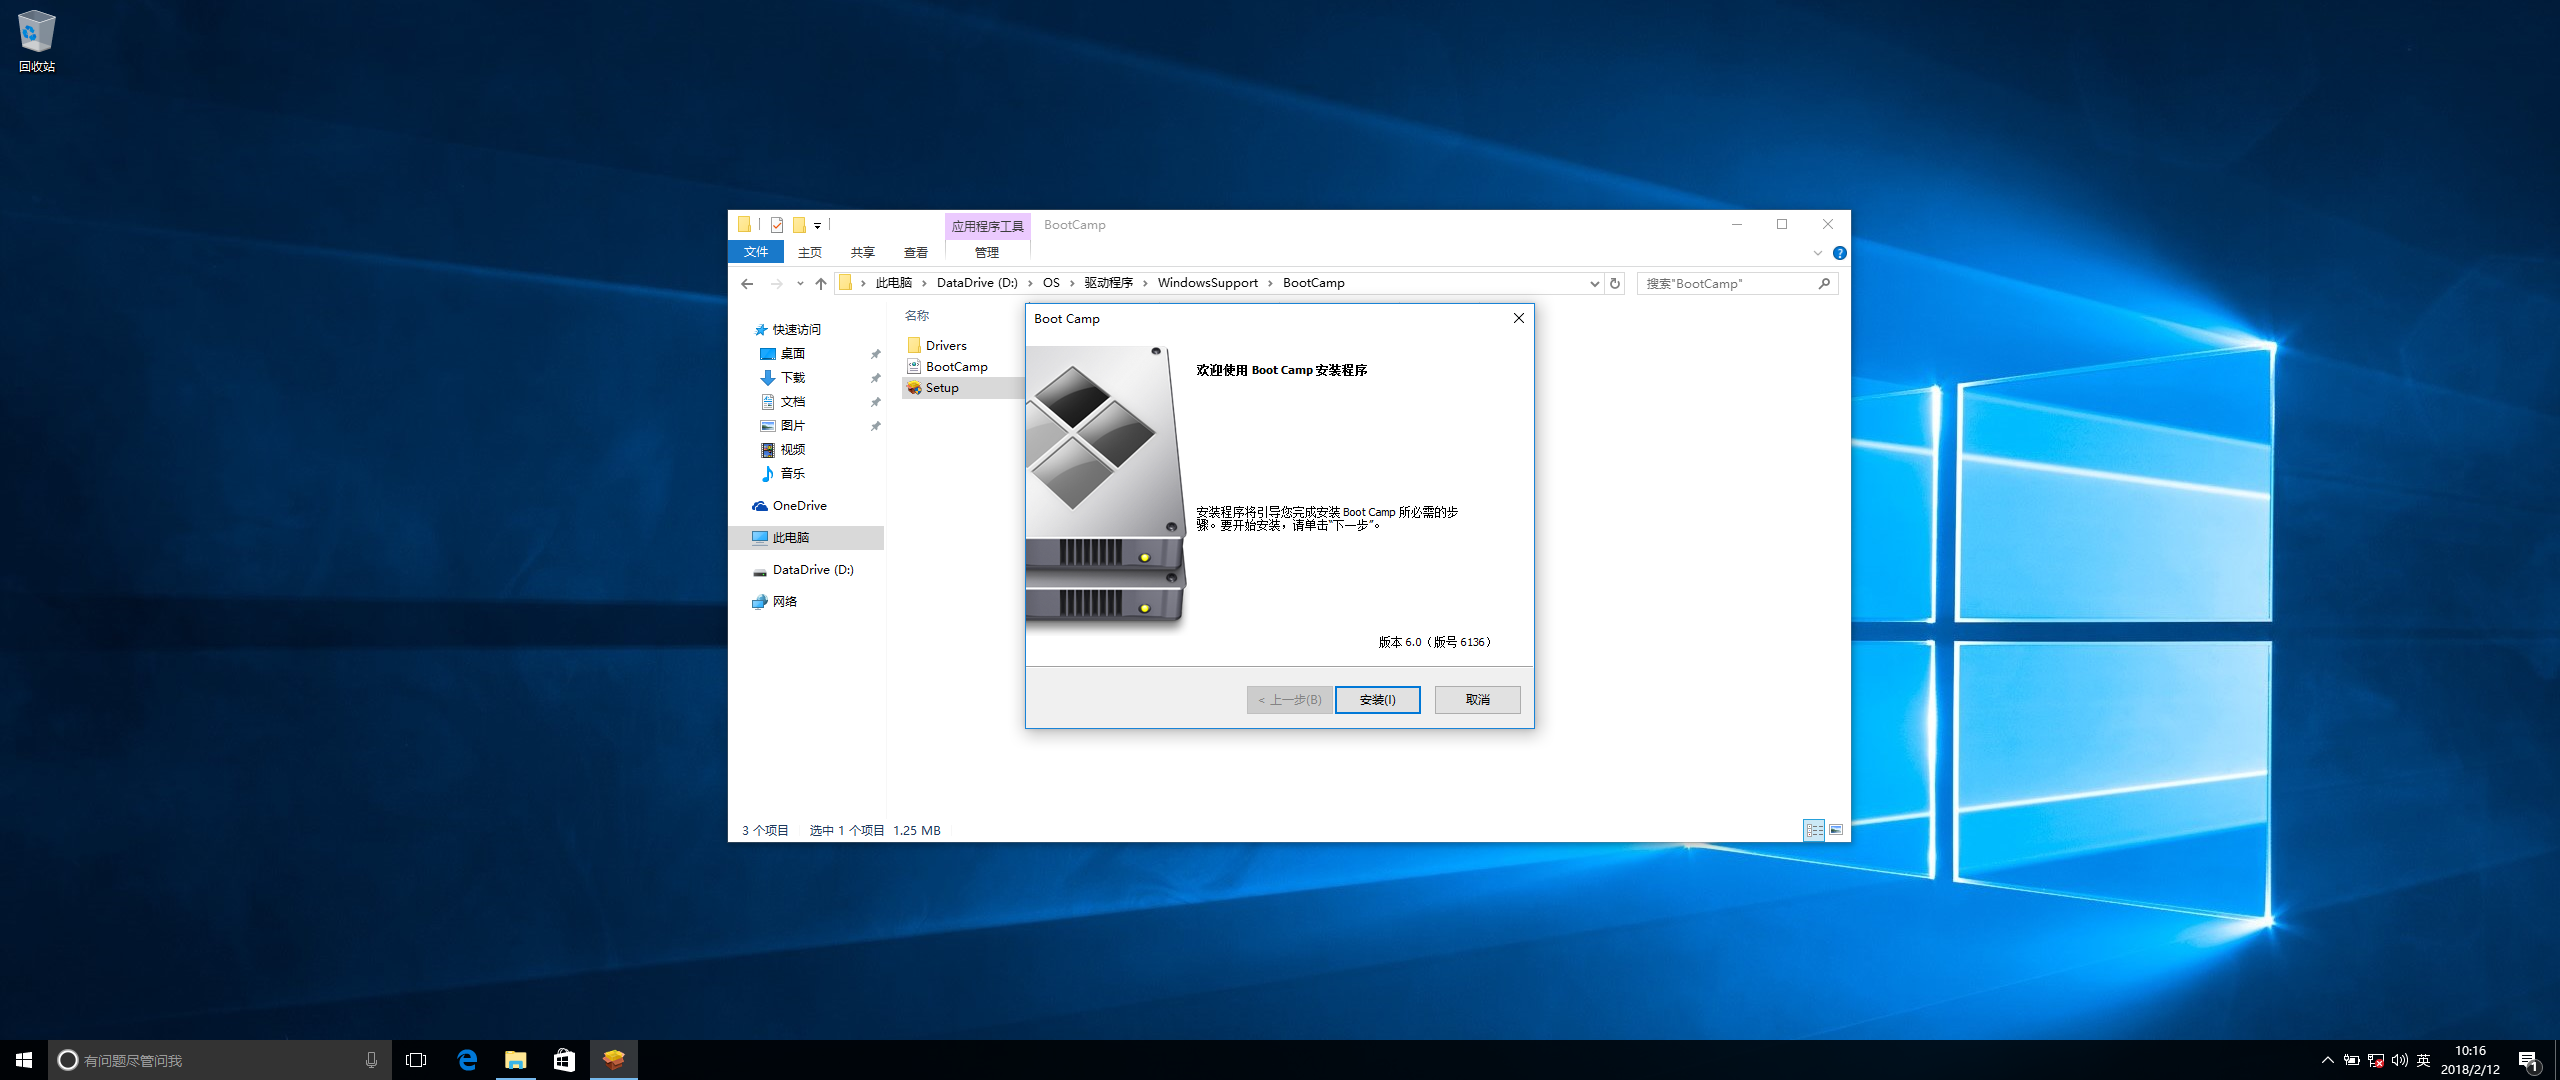 回收站
应用程序工具
BootCamp
文件
主页
共享
查看
管理
此电脑
DataDrive (D:)
OS
驱动程序
WindowsSupport
BootCamp
搜索"BootCamp"
快速访问
桌面
下载
文档
图片
视频
音乐
OneDrive
此电脑
DataDrive (D:)
网络
名称
Drivers
BootCamp
Setup
Boot Camp
欢迎使用 Boot Camp 安装程序
安装程序将引导您完成安装 Boot Camp 所必需的步
骤。要开始安装，请单击“下一步”。
版本 6.0（版号 6136）
< 上一步(B)
安装(I)
取消
3 个项目
选中 1 个项目 1.25 MB
有问题尽管问我
英
10:16
2018/2/12
1